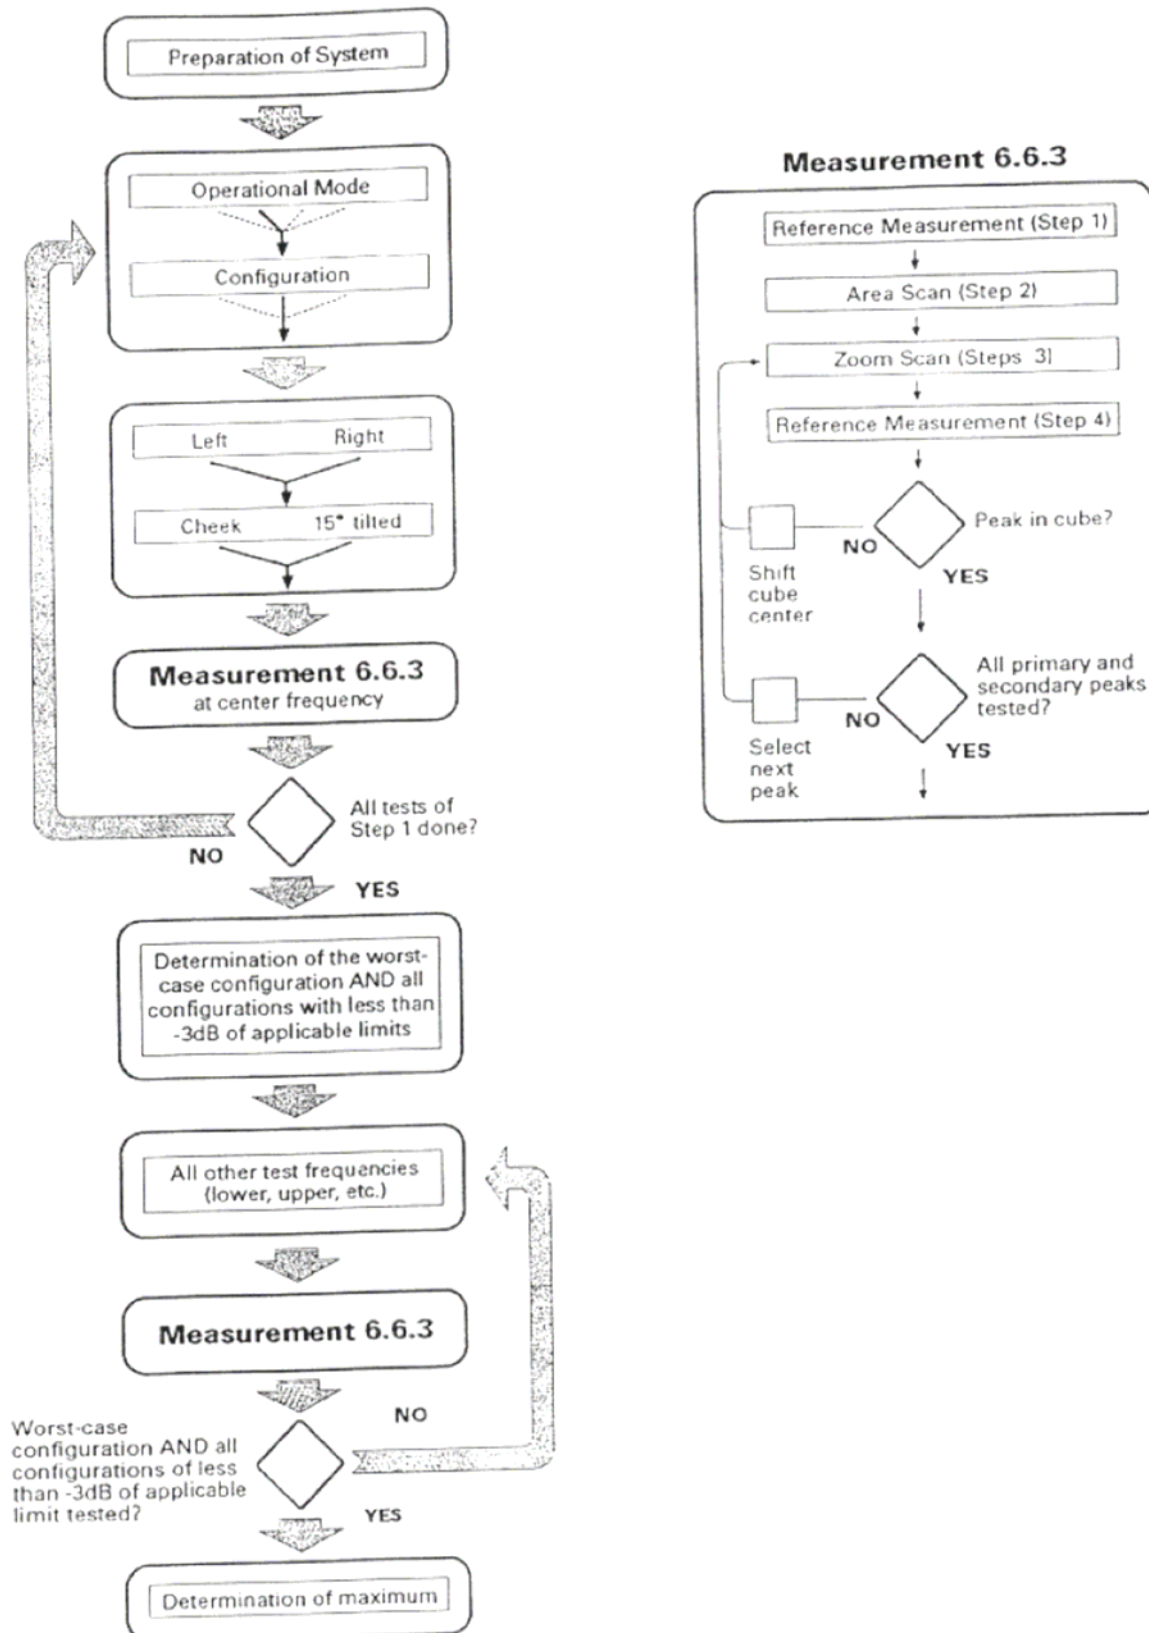 Preparation of System
Operational Mode
Configuration
Left Right
Cheek 15° tilted
Measurement 6.6.3
at center frequency
All tests of
Step 1 done?
NO
YES
Determination of the worst-
case configuration AND all
configurations with less than
-3dB of applicable limits
All other test frequencies
(lower, upper, etc.)
Measurement 6.6.3
NO
Worst-case
configuration AND all
configurations of less
than -3dB of applicable
limit tested?
YES
Determination of maximum
Measurement 6.6.3
Reference Measurement (Step 1)
Area Scan (Step 2)
Zoom Scan (Steps 3)
Reference Measurement (Step 4)
Peak in cube?
NO
YES
Shift
cube
center
All primary and
secondary peaks
tested?
NO
YES
Select
next
peak